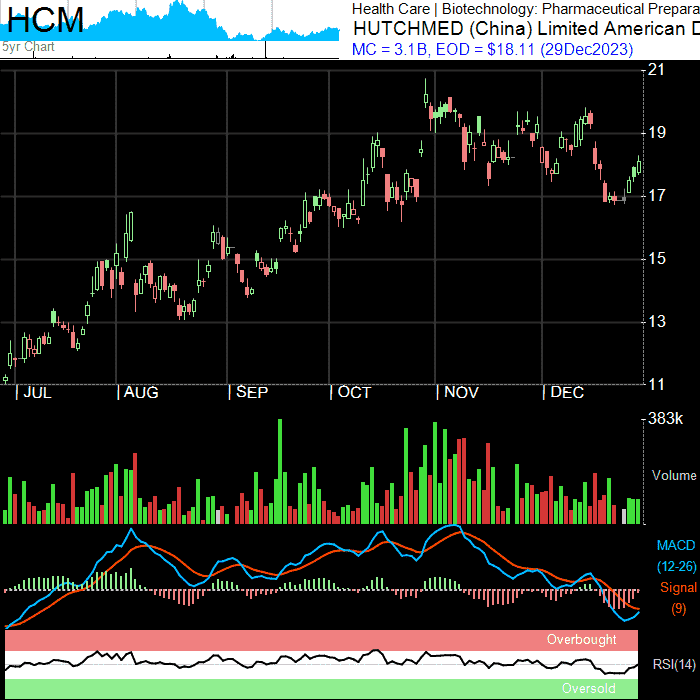 HCM
5yr Chart
Health Care | Biotechnology: Pharmaceutical Prepara
HUTCHMED (China) Limited American D
MC = 3.1B, EOD = $18.11 (29Dec2023)
21
19
17
15
13
11
JUL AUG SEP OCT NOV DEC
383k
Volume
MACD
(12-26)
Signal
(9)
Overbought
RSI(14)
Oversold